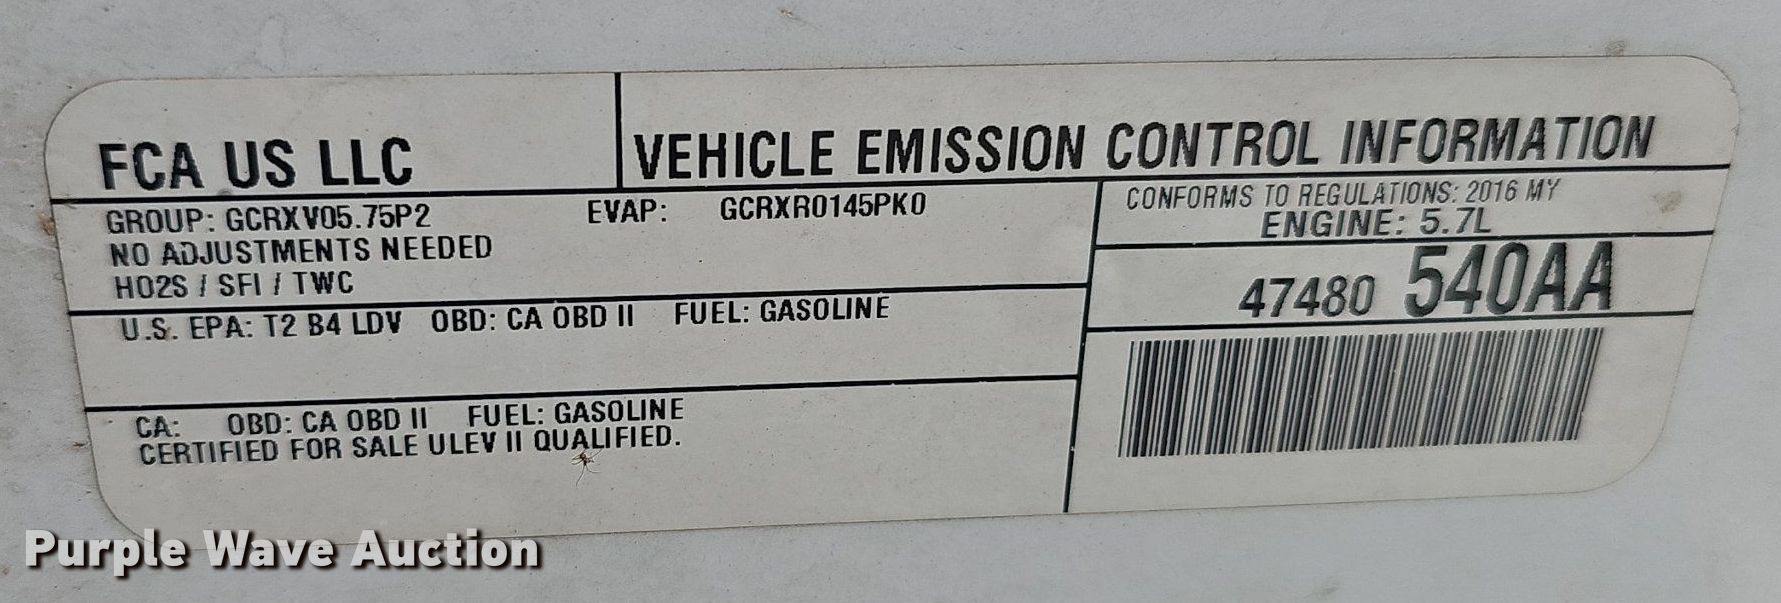 FCA US LLC
VEHICLE EMISSION CONTROL INFORMATION
GROUP: GCRXV05.75P2 EVAP: GCRXR0145PK0
NO ADJUSTMENTS NEEDED
HO2S / SFI / TWC
CONFORMS TO REGULATIONS: 2016 MY
ENGINE: 5.7L
47480 540AA
U.S. EPA: T2 B4 LDV OBD: CA OBD II FUEL: GASOLINE
CA: OBD: CA OBD II FUEL: GASOLINE
CERTIFIED FOR SALE ULEV II QUALIFIED.
Purple Wave Auction